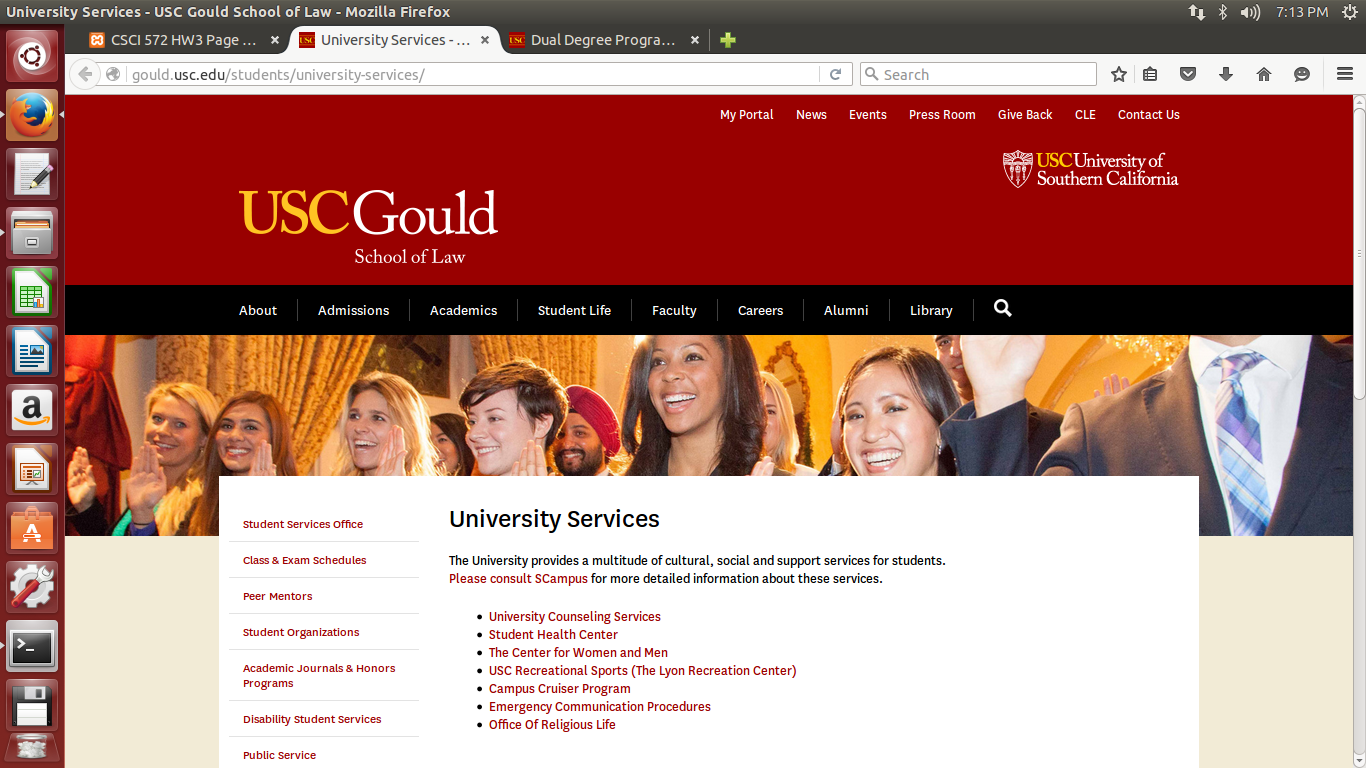 University Services - USC Gould School of Law - Mozilla Firefox
7:13 PM
CSCI 572 HW3 Page ...
University Services - ...
Dual Degree Progra...
gould.usc.edu/students/university-services/
Search
My Portal News Events Press Room Give Back CLE Contact Us
USC University of
Southern California
USC Gould
School of Law
About Admissions Academics Student Life Faculty Careers Alumni Library
Student Services Office
Class & Exam Schedules
Peer Mentors
Student Organizations
Academic Journals & Honors
Programs
Disability Student Services
Public Service
University Services
The University provides a multitude of cultural, social and support services for students.
Please consult SCampus for more detailed information about these services.
• University Counseling Services
• Student Health Center
• The Center for Women and Men
• USC Recreational Sports (The Lyon Recreation Center)
• Campus Cruiser Program
• Emergency Communication Procedures
• Office Of Religious Life